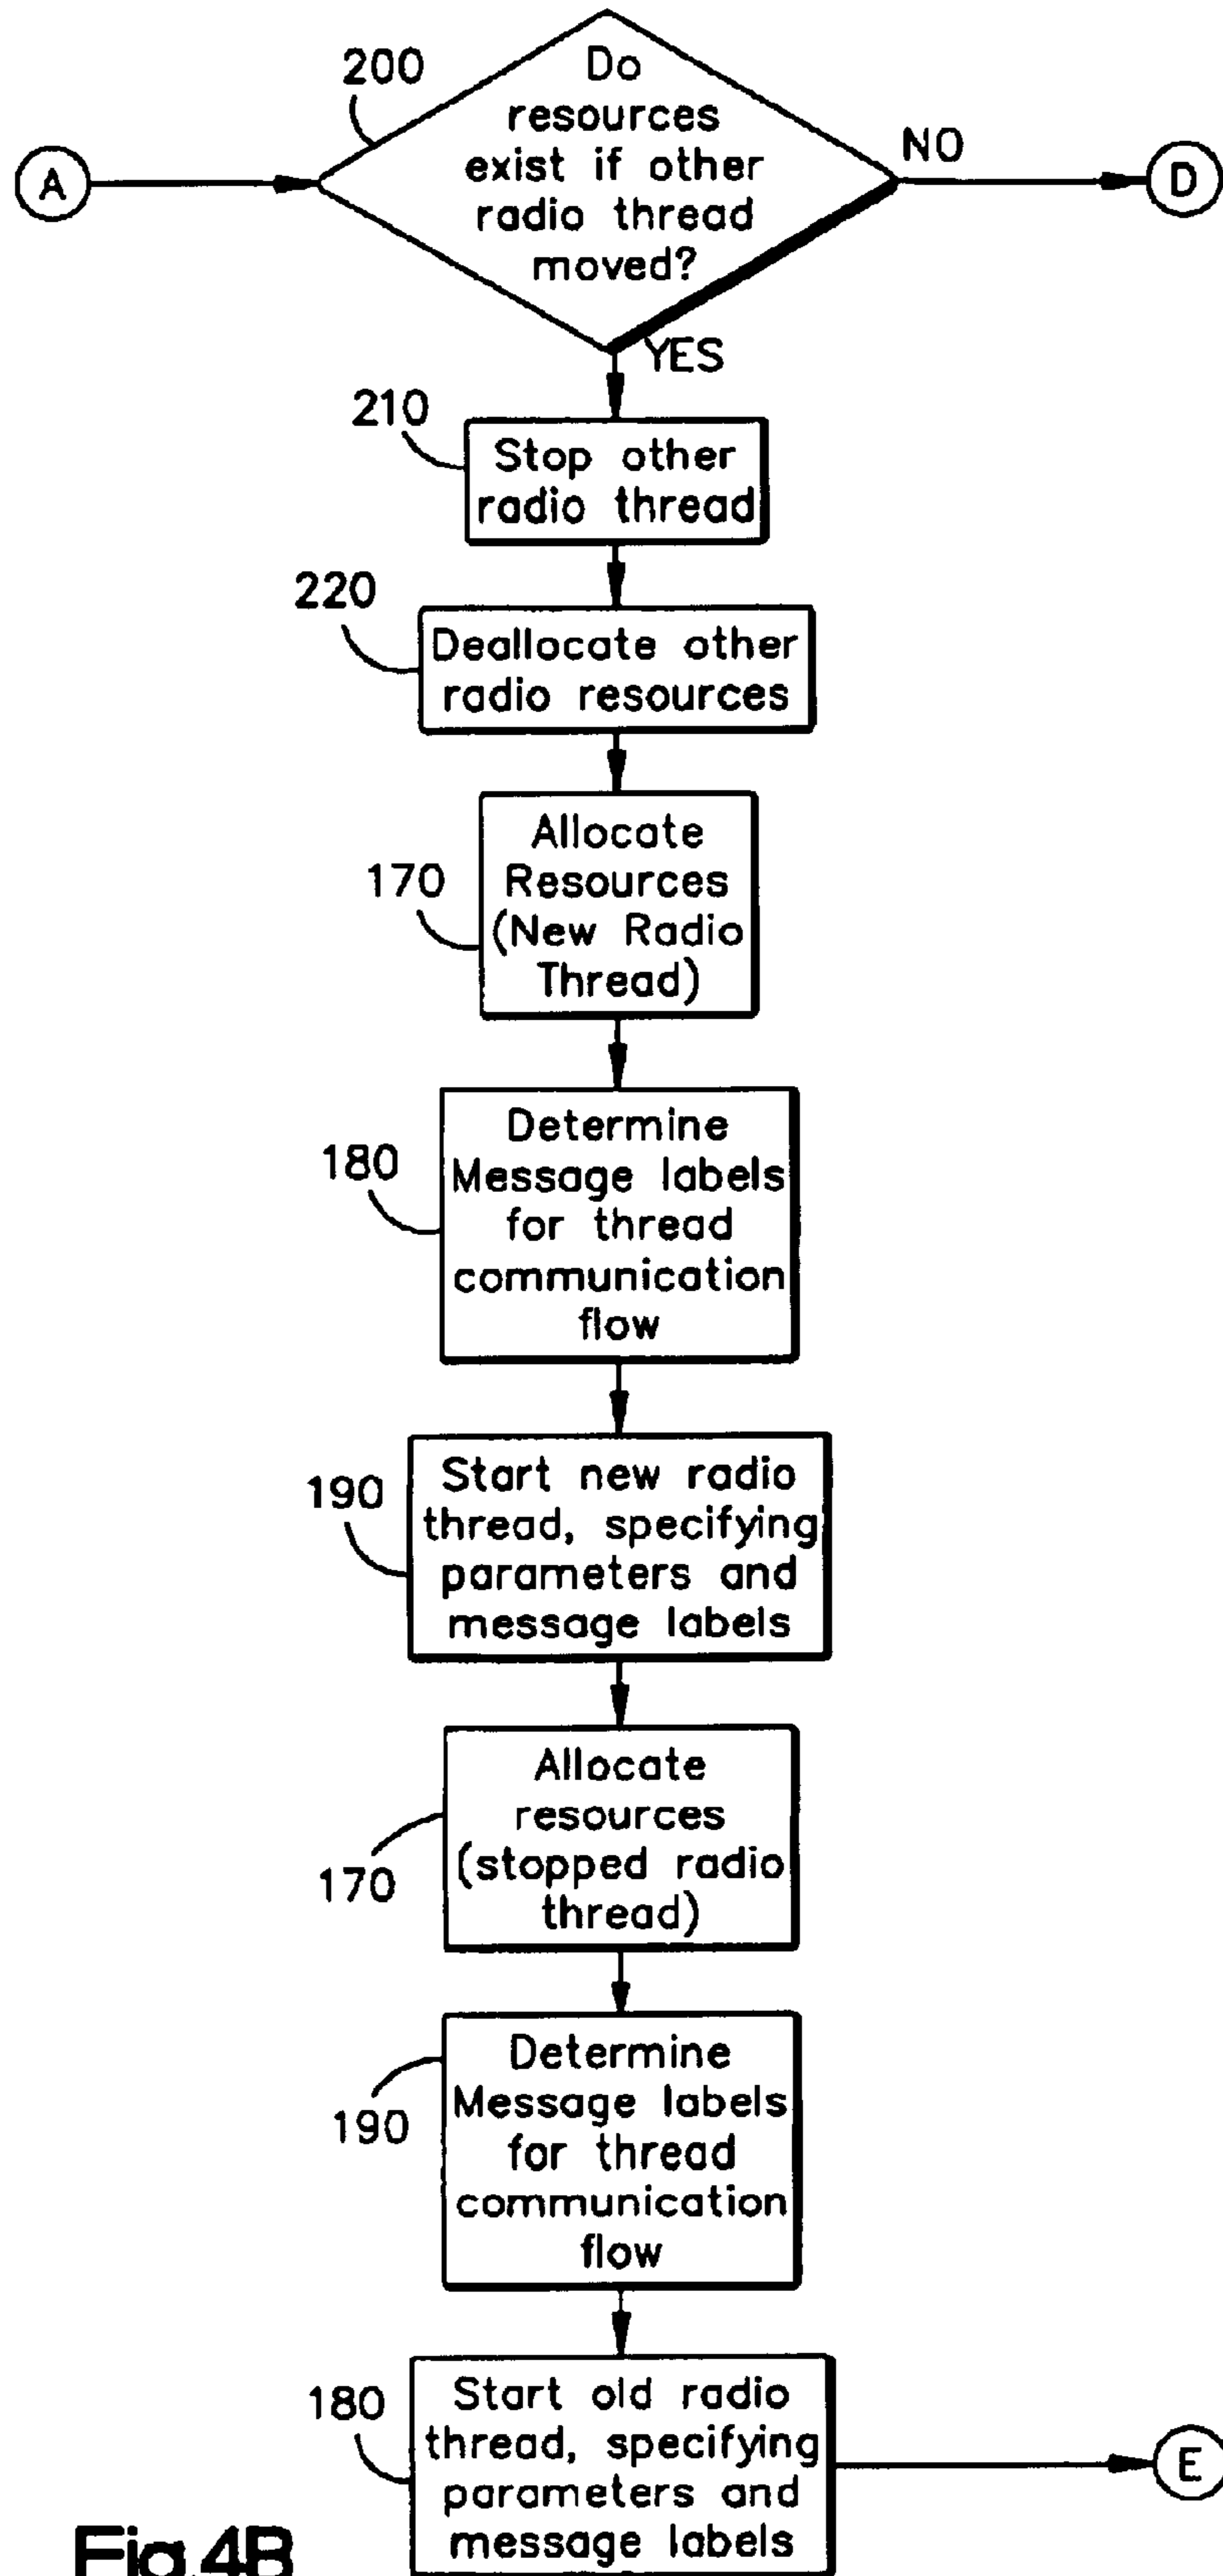 200
Do
resources
exist if other
radio thread
moved?
A
NO
D
YES
210
Stop other
radio thread
220
Deallocate other
radio resources
170
Allocate
Resources
(New Radio
Thread)
180
Determine
Message labels
for thread
communication
flow
190
Start new radio
thread, specifying
parameters and
message labels
170
Allocate
resources
(stopped radio
thread)
190
Determine
Message labels
for thread
communication
flow
180
Start old radio
thread, specifying
parameters and
message labels
E
Fig.4B